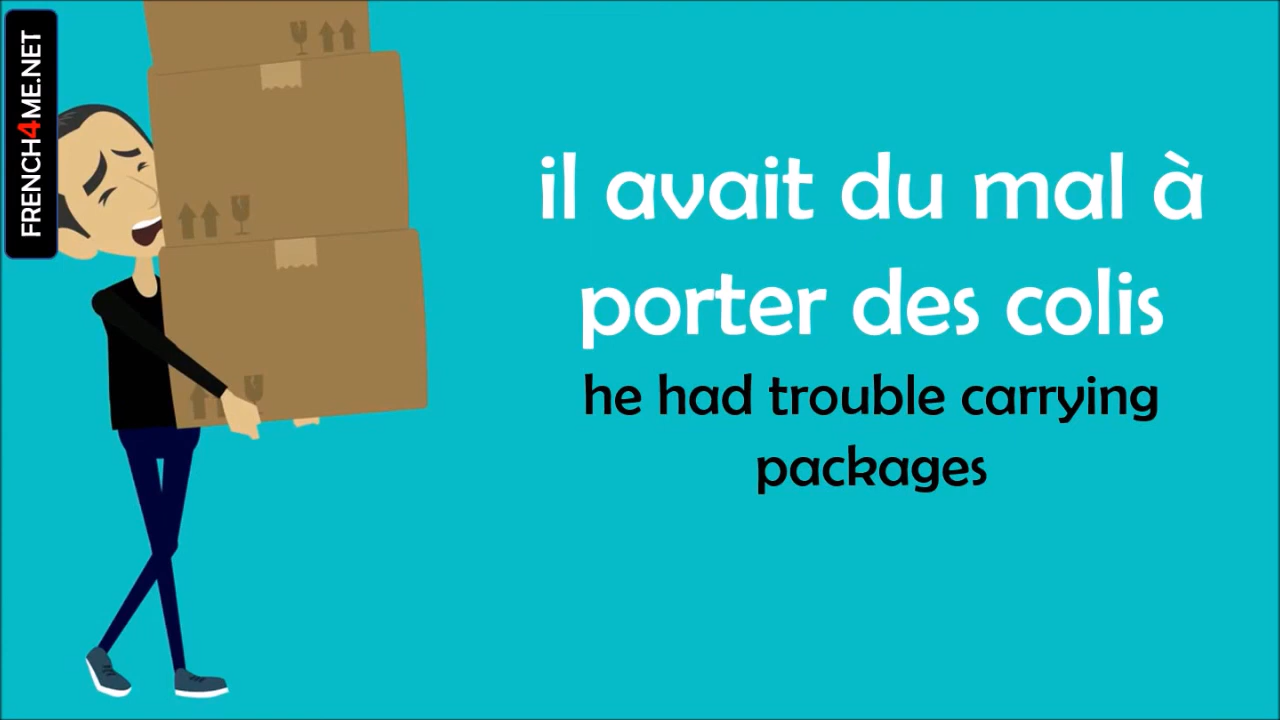 FRENCH4ME.NET
il avait du mal à
porter des colis
he had trouble carrying
packages